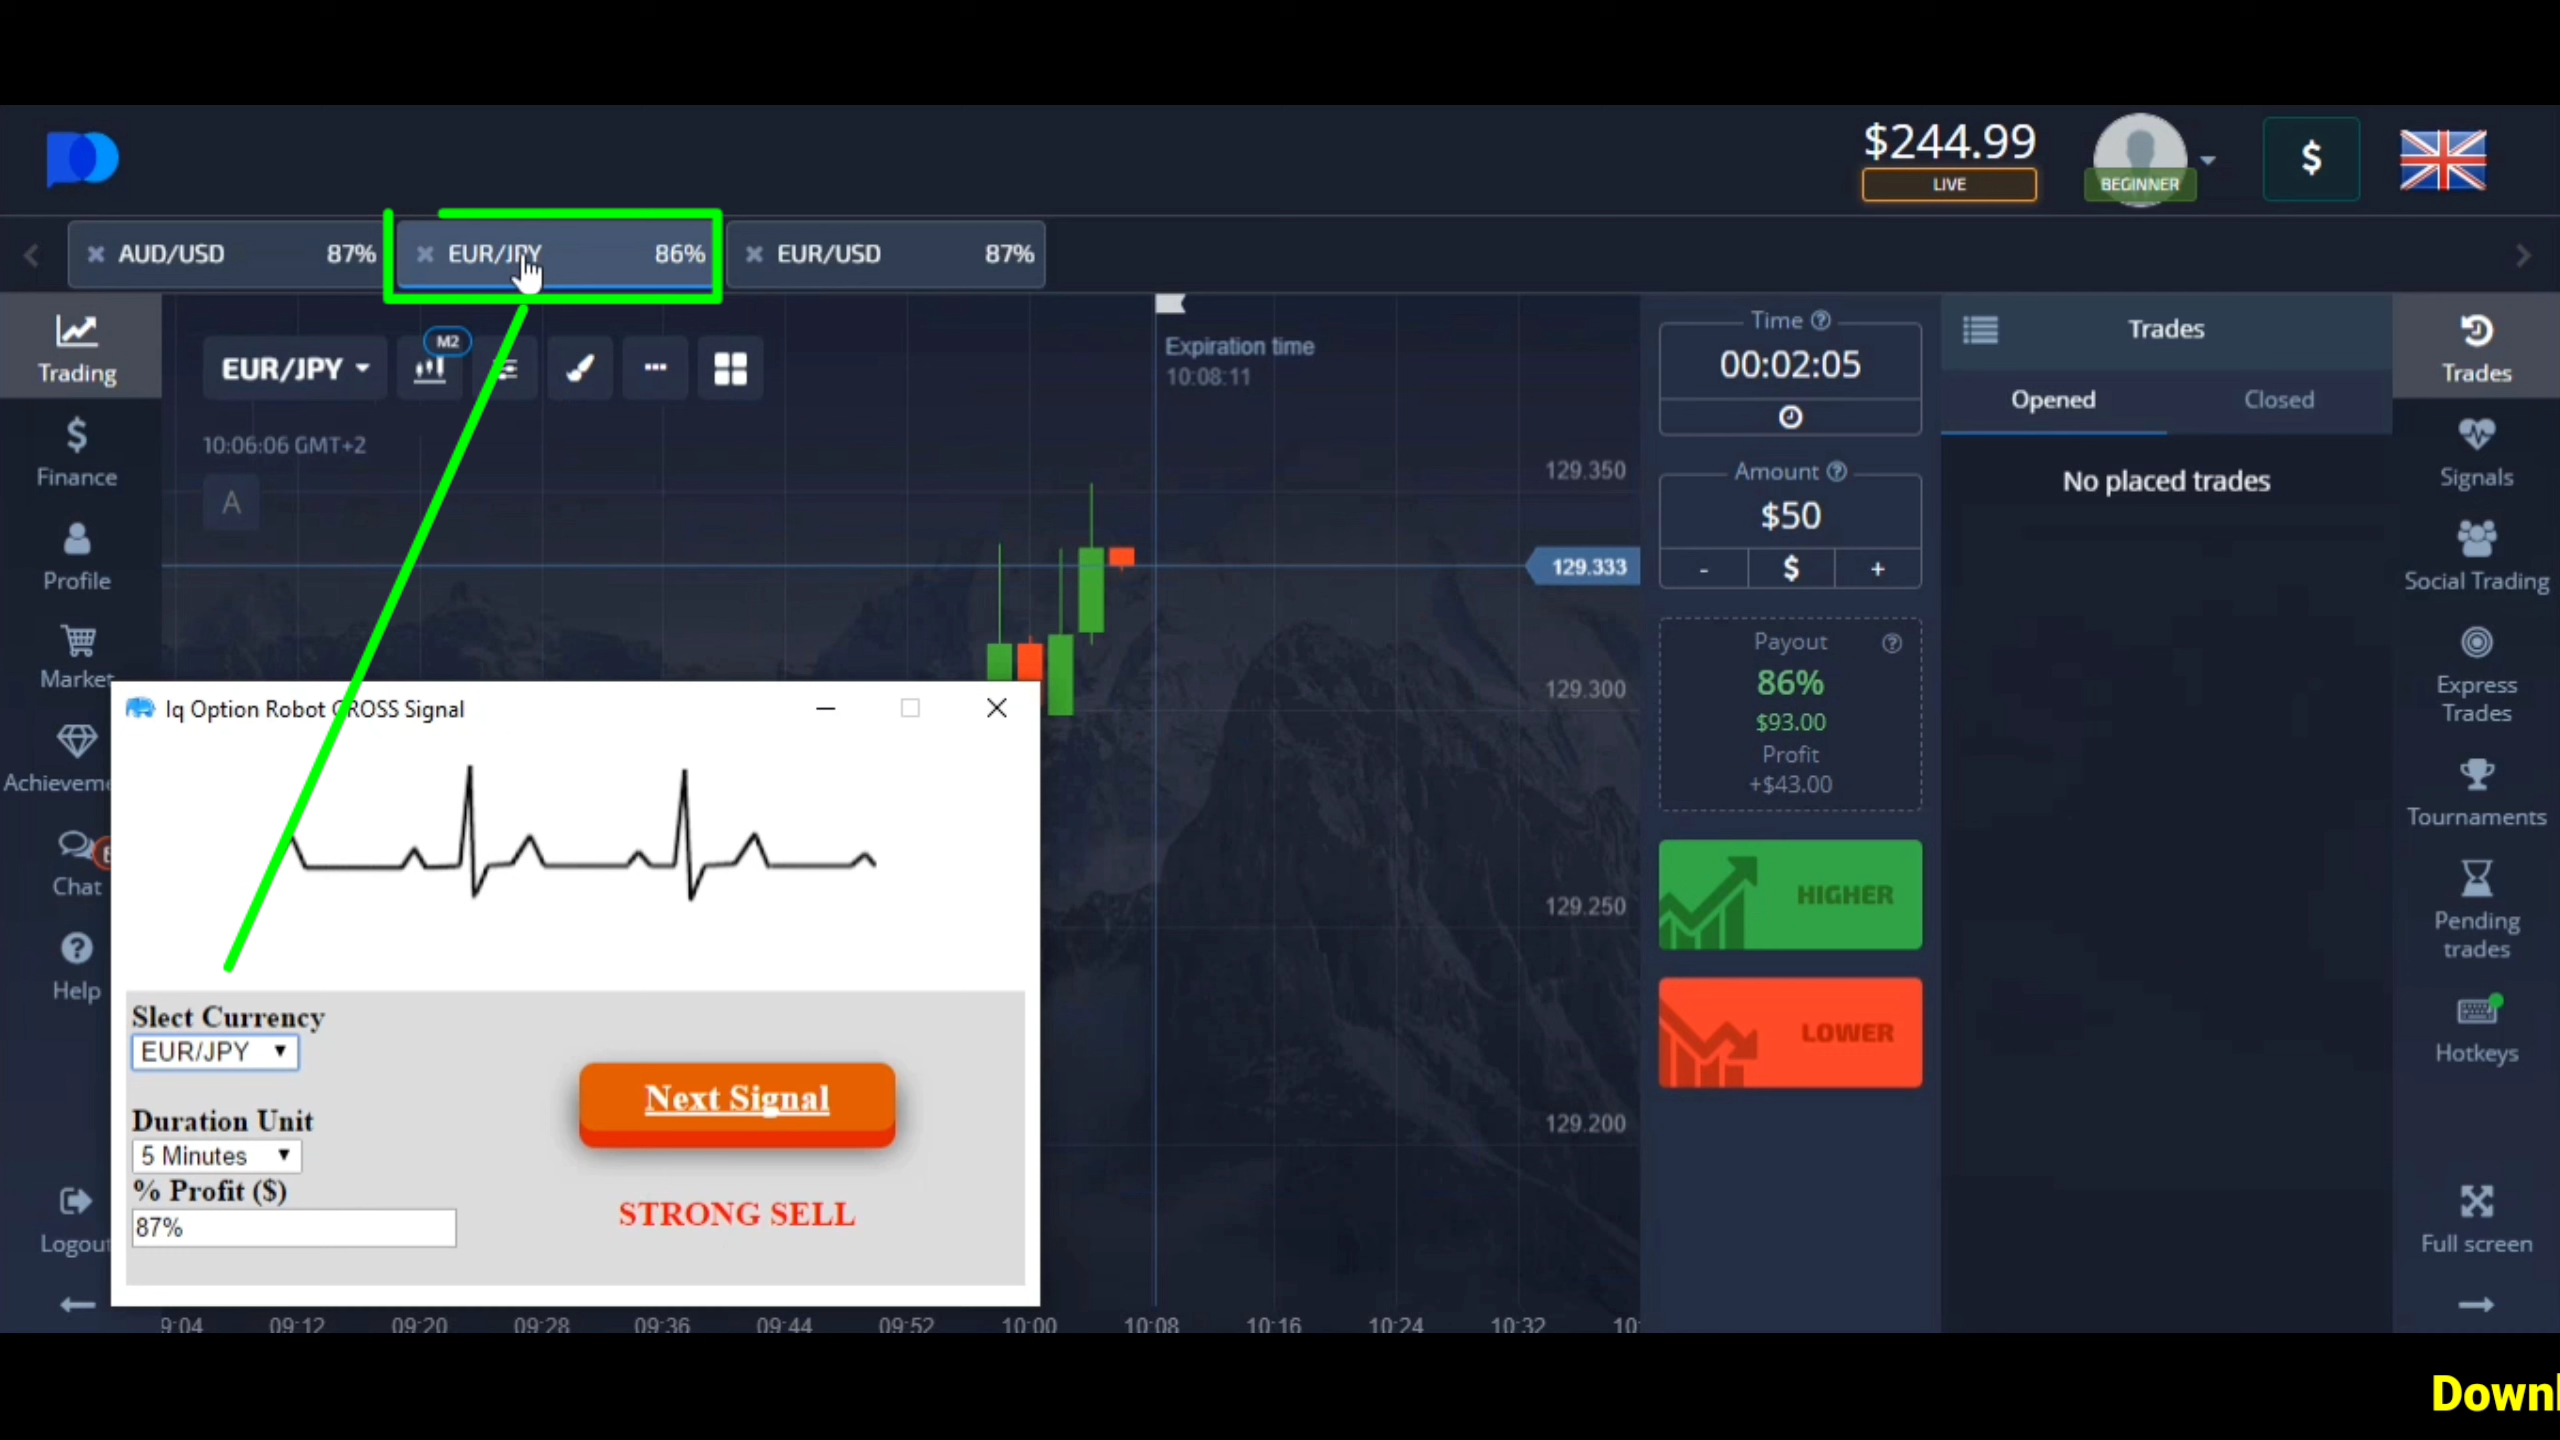 $244.99
LIVE
BEGINNER
$
AUD/USD 87%
EUR/JPY 86%
EUR/USD 87%
Trading
Finance
Profile
Market
Chat
Help
EUR/JPY
M2
10:06:06 GMT+2
A
Expiration time
10:08:11
129.350
129.333
129.300
129.250
129.200
Time
00:02:05
Amount
$50
- $ +
Payout
86%
$93.00
Profit
+$43.00
HIGHER
LOWER
Trades
Opened Closed
No placed trades
Trades
Signals
Social Trading
Express
Trades
Tournaments
Pending
trades
Hotkeys
Full screen
Iq Option Robot CROSS Signal
Slect Currency
EUR/JPY
Duration Unit
5 Minutes
% Profit ($)
87%
Next Signal
STRONG SELL
9:04 09:12 09:20 09:28 09:36 09:44 09:52 10:00 10:08 10:16 10:24 10:32 10: